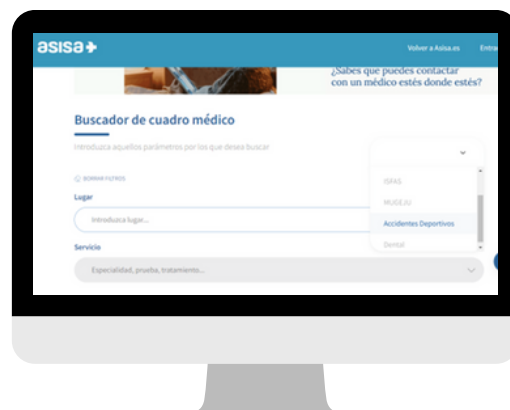 asisa+
Volver a Asisa.es
¿Sabes que puedes contactar
con un médico estés donde estés?
Buscador de cuadro médico
Introduzca aquellos parámetros por los que desea buscar
BORRAR FILTROS
ISFAS
MUGEJU
Lugar
Introduzca lugar...
Accidentes Deportivos
Dental
Servicio
Especialidad, prueba, tratamiento...